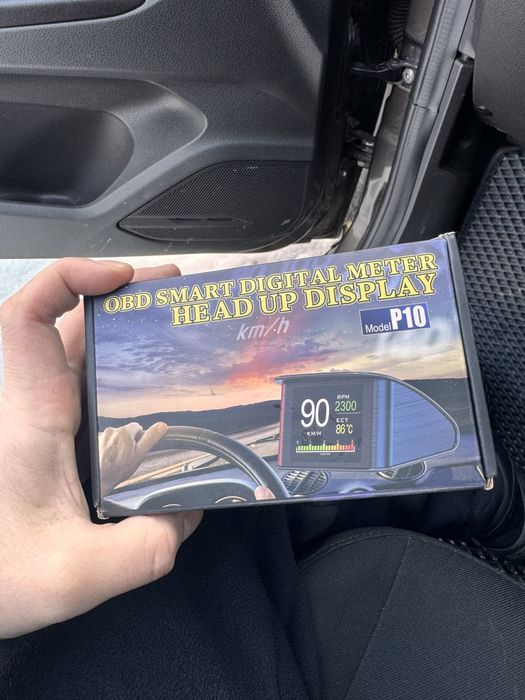 OBD SMART DIGITAL METER
HEAD UP DISPLAY
km/·h
Model P10
90
KM/H
RPM
2300
ECT
86℃